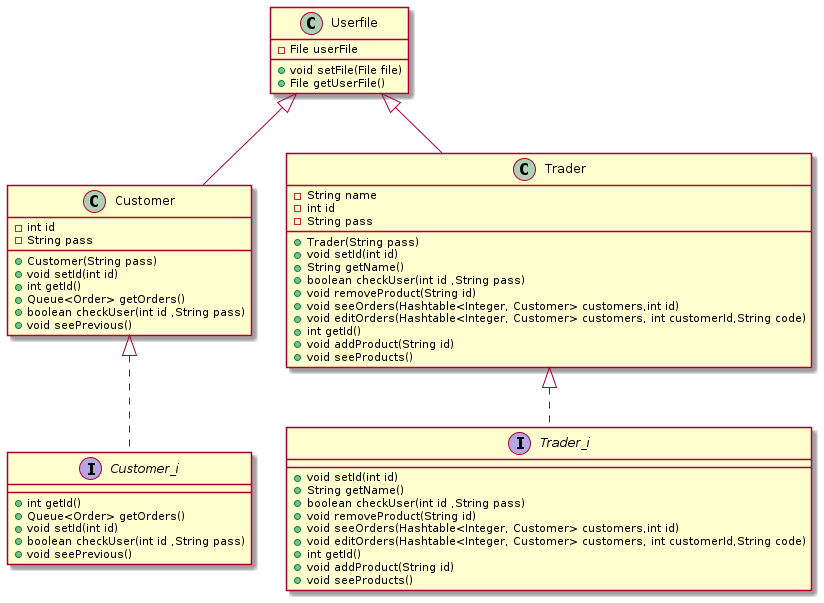 C Userfile
File userFile
void setFile(File file)
File getUserFile()
C Customer
int id
String pass
Customer(String pass)
void setId(int id)
int getId()
Queue<Order> getOrders()
boolean checkUser(int id ,String pass)
void seePrevious()
C Trader
String name
int id
String pass
Trader(String pass)
void setId(int id)
String getName()
boolean checkUser(int id ,String pass)
void removeProduct(String id)
void seeOrders(Hashtable<Integer, Customer> customers,int id)
void editOrders(Hashtable<Integer, Customer> customers, int customerId,String code)
int getId()
void addProduct(String id)
void seeProducts()
I Customer_i
int getId()
Queue<Order> getOrders()
void setId(int id)
boolean checkUser(int id ,String pass)
void seePrevious()
I Trader_i
void setId(int id)
String getName()
boolean checkUser(int id ,String pass)
void removeProduct(String id)
void seeOrders(Hashtable<Integer, Customer> customers,int id)
void editOrders(Hashtable<Integer, Customer> customers, int customerId,String code)
int getId()
void addProduct(String id)
void seeProducts()